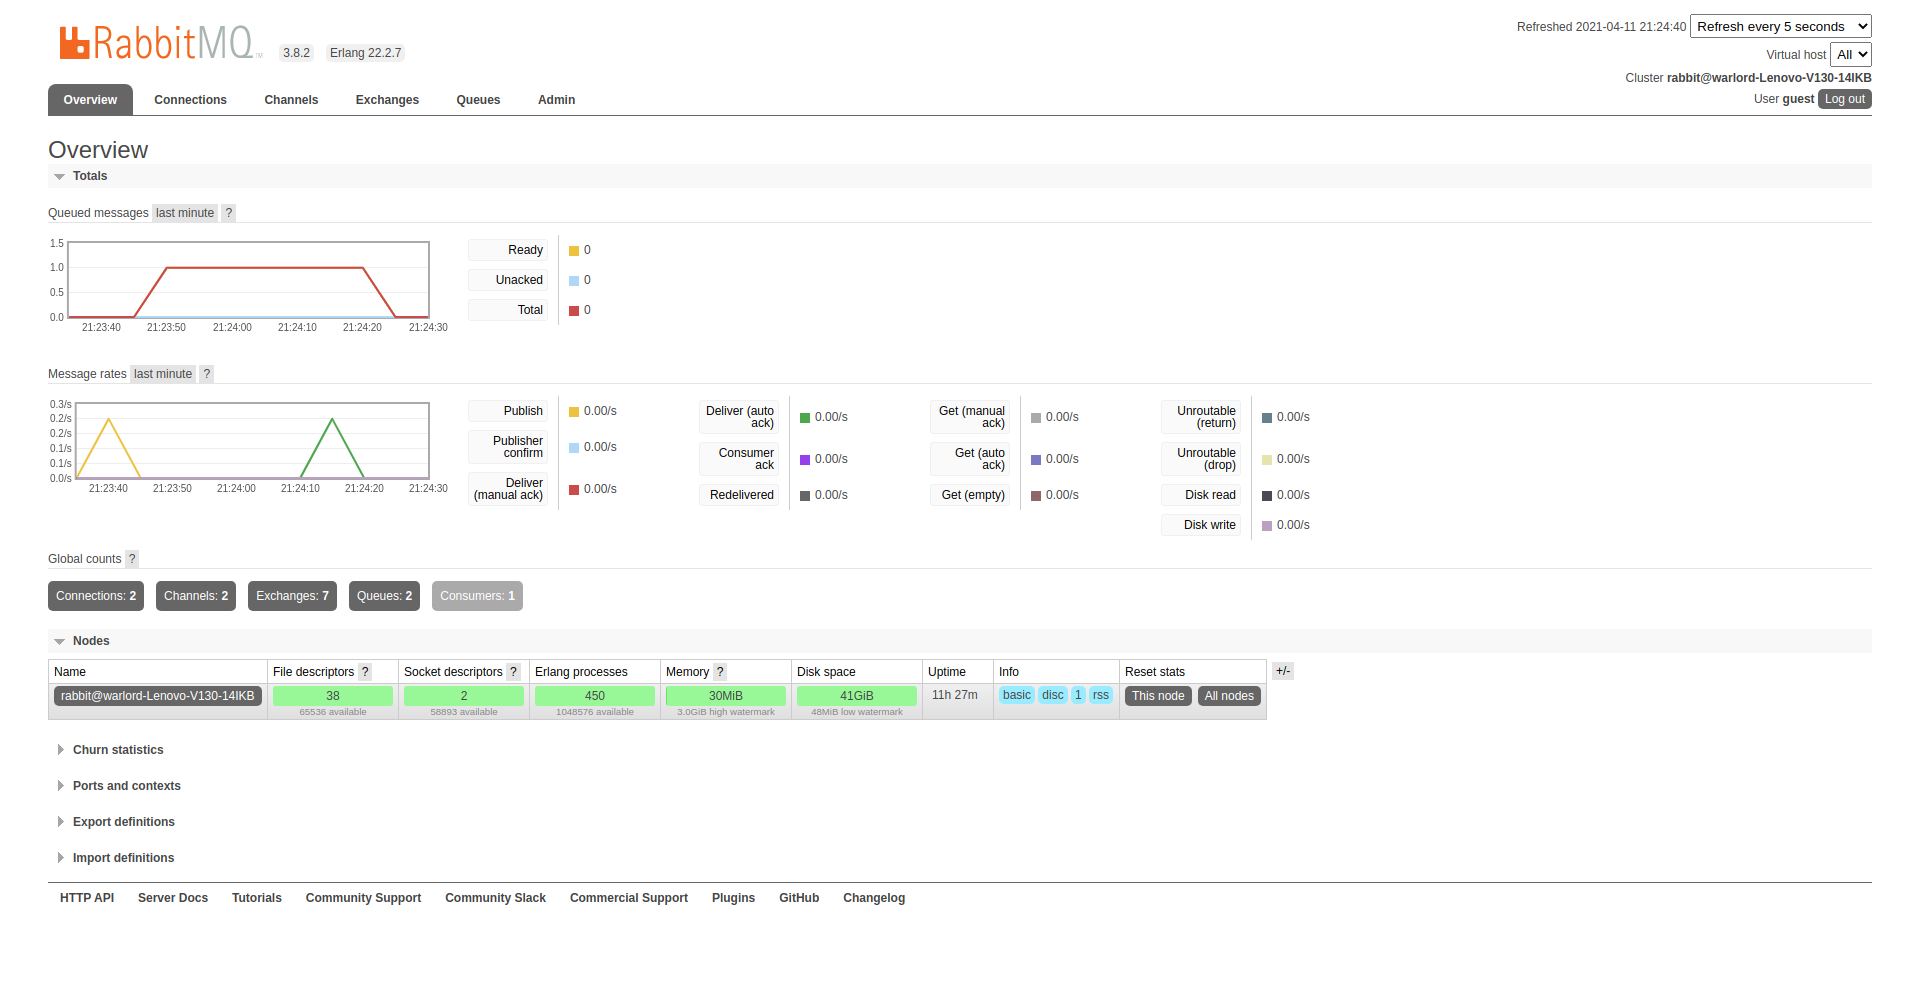 RabbitMQ TM 3.8.2 Erlang 22.2.7
Refreshed 2021-04-11 21:24:40 Refresh every 5 seconds
Virtual host All
Cluster rabbit@warlord-Lenovo-V130-14IKB
User guest Log out
Overview Connections Channels Exchanges Queues Admin
Overview
Totals
Queued messages last minute ?
1.5
1.0
0.5
0.0
21:23:40 21:23:50 21:24:00 21:24:10 21:24:20 21:24:30
Ready 0
Unacked 0
Total 0
Message rates last minute ?
0.3/s
0.2/s
0.2/s
0.1/s
0.1/s
0.0/s
21:23:40 21:23:50 21:24:00 21:24:10 21:24:20 21:24:30
Publish 0.00/s
Publisher
confirm 0.00/s
Deliver
(manual ack) 0.00/s
Deliver (auto
ack) 0.00/s
Consumer
ack 0.00/s
Redelivered 0.00/s
Get (manual
ack) 0.00/s
Get (auto
ack) 0.00/s
Get (empty) 0.00/s
Unroutable
(return) 0.00/s
Unroutable
(drop) 0.00/s
Disk read 0.00/s
Disk write 0.00/s
Global counts ?
Connections: 2 Channels: 2 Exchanges: 7 Queues: 2 Consumers: 1
Nodes
Name File descriptors ? Socket descriptors ? Erlang processes Memory ? Disk space Uptime Info Reset stats +/-
rabbit@warlord-Lenovo-V130-14IKB 38 2 450 30MiB 41GiB 11h 27m basic disc 1 rss This node All nodes
65536 available 58893 available 1048576 available 3.0GiB high watermark 48MiB low watermark
Churn statistics
Ports and contexts
Export definitions
Import definitions
HTTP API Server Docs Tutorials Community Support Community Slack Commercial Support Plugins GitHub Changelog